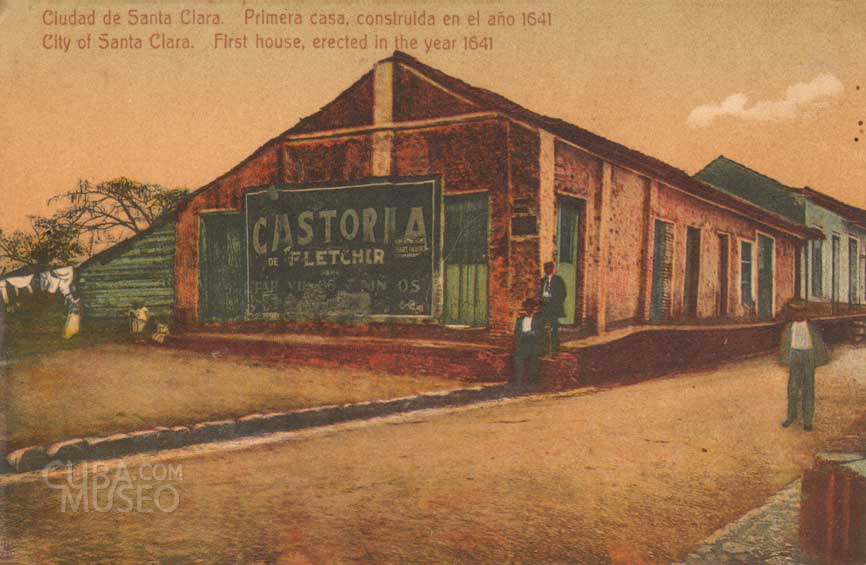 Ciudad de Santa Clara. Primera casa, construida en el año 1641
City of Santa Clara. First house, erected in the year 1641
CASTORIA
DE FLETCHIR
CUBA.COM
MUSEO